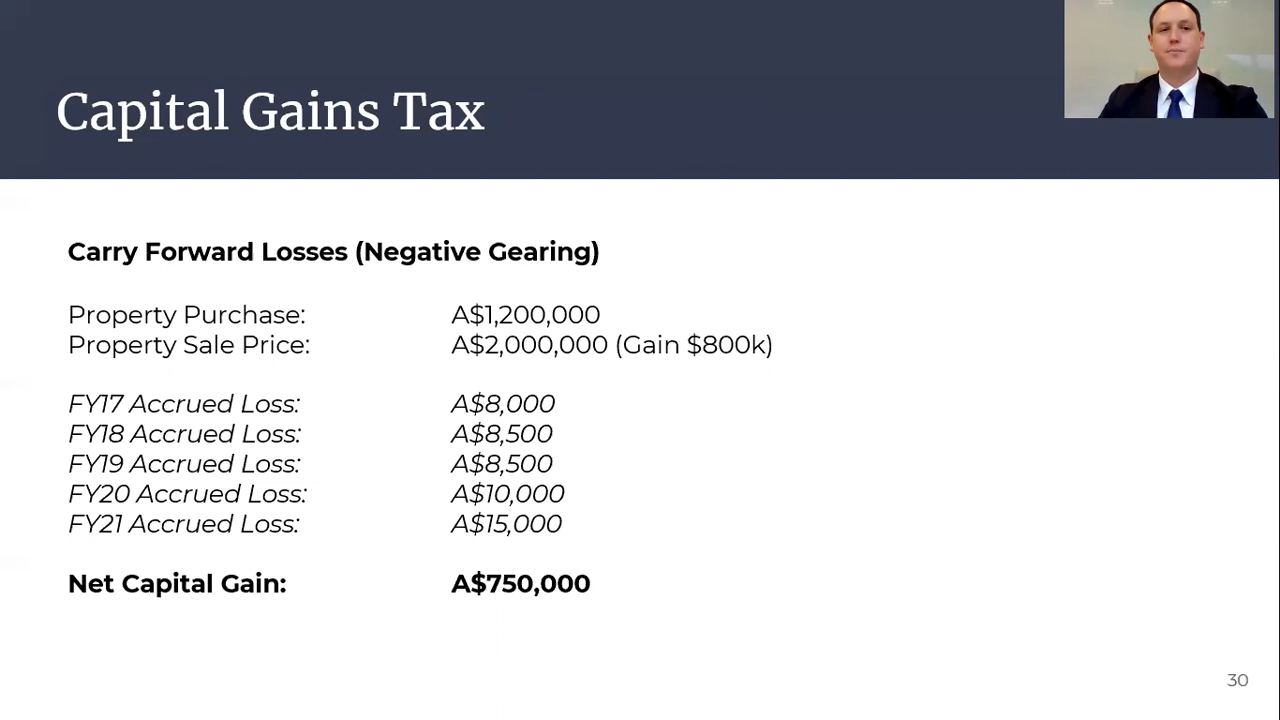 Capital Gains Tax
Carry Forward Losses (Negative Gearing)
Property Purchase: A$1,200,000
Property Sale Price: A$2,000,000 (Gain $800k)
FY17 Accrued Loss: A$8,000
FY18 Accrued Loss: A$8,500
FY19 Accrued Loss: A$8,500
FY20 Accrued Loss: A$10,000
FY21 Accrued Loss: A$15,000
Net Capital Gain: A$750,000
30